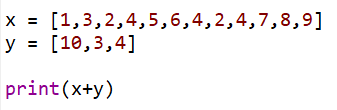 x = [1,3,2,4,5,6,4,2,4,7,8,9]
y = [10,3,4]
print(x+y)